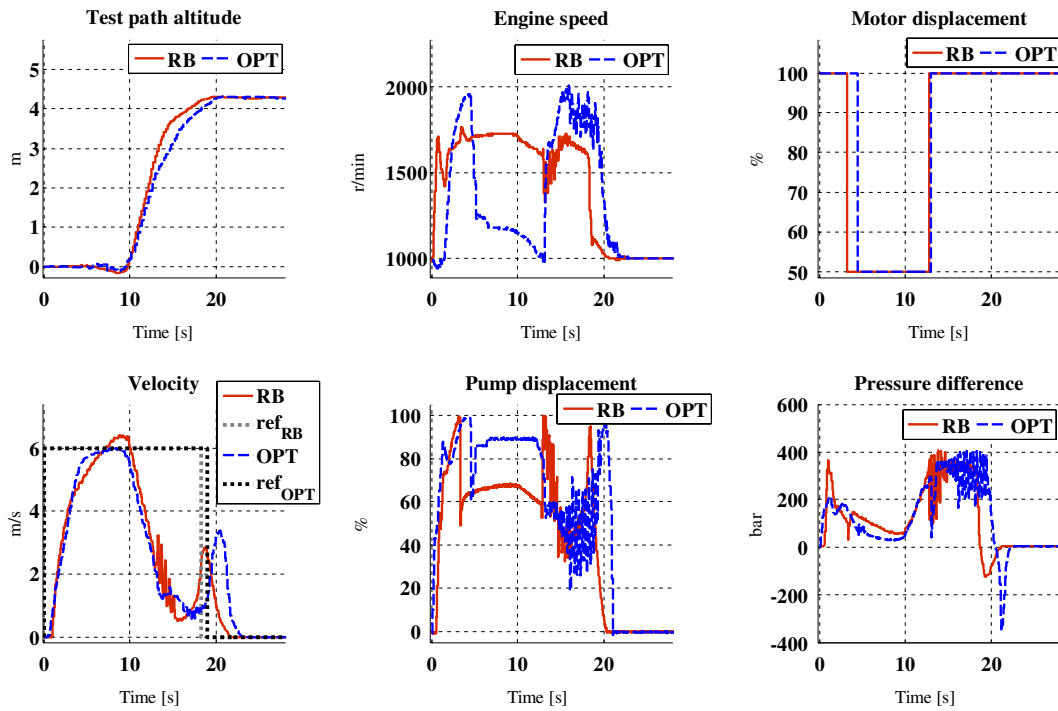 Test path altitude
RB OPT
5
4
3
2
1
0
m
0 10 20
Time [s]
Engine speed
RB OPT
2000
1500
1000
r/min
0 10 20
Time [s]
Motor displacement
RB OPT
100
90
80
70
60
50
%
0 10 20
Time [s]
Velocity
RB
ref_RB
OPT
ref_OPT
6
4
2
0
m/s
0 10 20
Time [s]
Pump displacement
RB OPT
100
80
60
40
20
0
%
0 10 20
Time [s]
Pressure difference
RB OPT
600
400
200
0
-200
-400
bar
0 10 20
Time [s]